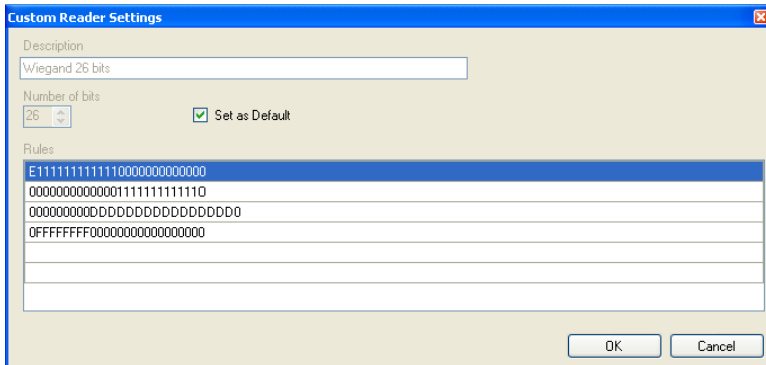 Custom Reader Settings
Description
Wiegand 26 bits
Number of bits
26
Set as Default
Rules
E1111111111110000000000000
0000000000000111111111111O
000000000DDDDDDDDDDDDDDDD0
0FFFFFFFF00000000000000000
OK
Cancel